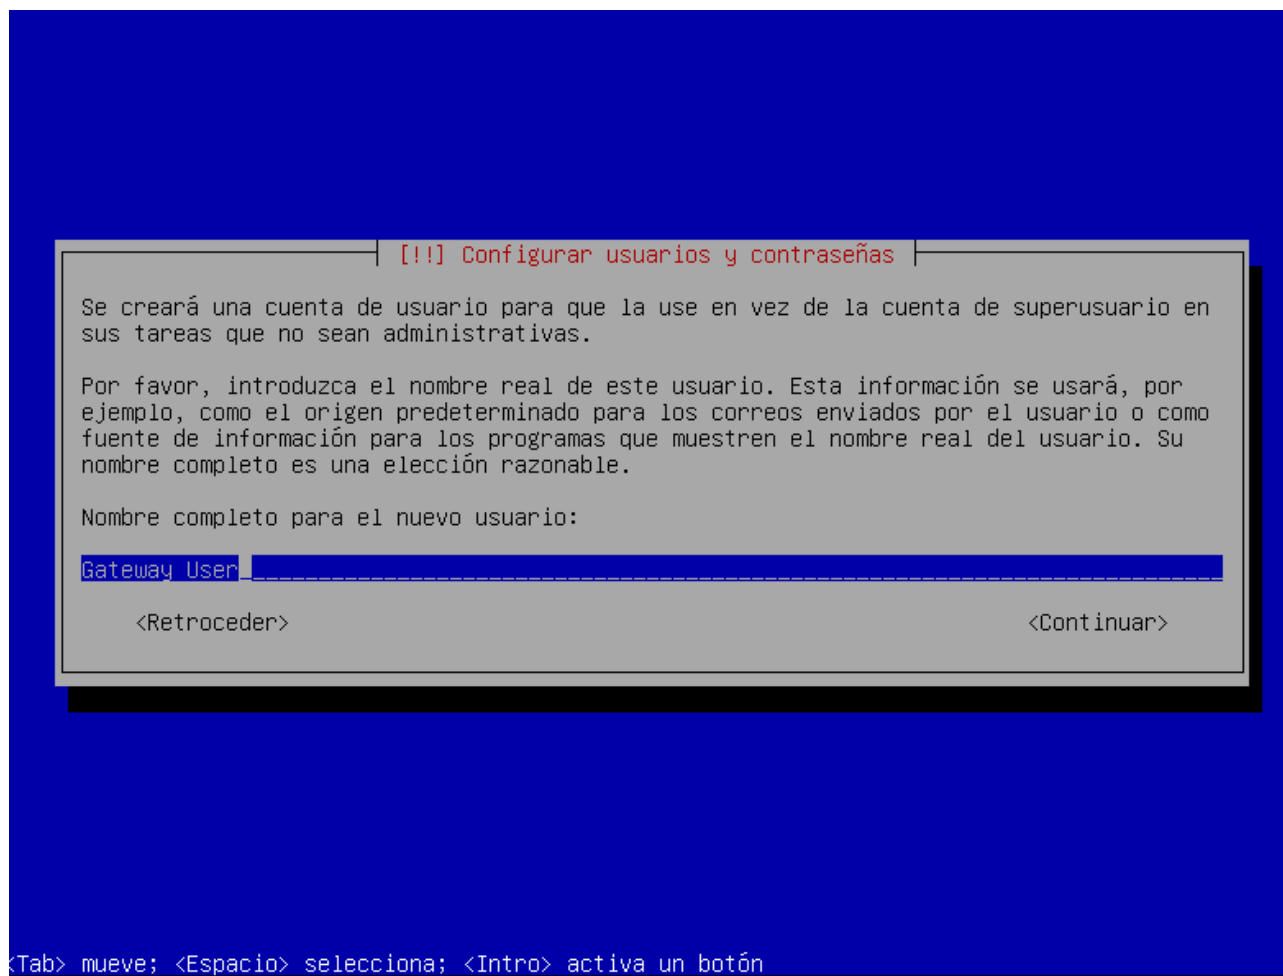 [!!] Configurar usuarios y contraseñas
Se creará una cuenta de usuario para que la use en vez de la cuenta de superusuario en
sus tareas que no sean administrativas.
Por favor, introduzca el nombre real de este usuario. Esta información se usará, por
ejemplo, como el origen predeterminado para los correos enviados por el usuario o como
fuente de información para los programas que muestren el nombre real del usuario. Su
nombre completo es una elección razonable.
Nombre completo para el nuevo usuario:
Gateway User
<Retroceder> <Continuar>
<Tab> mueve; <Espacio> selecciona; <Intro> activa un botón